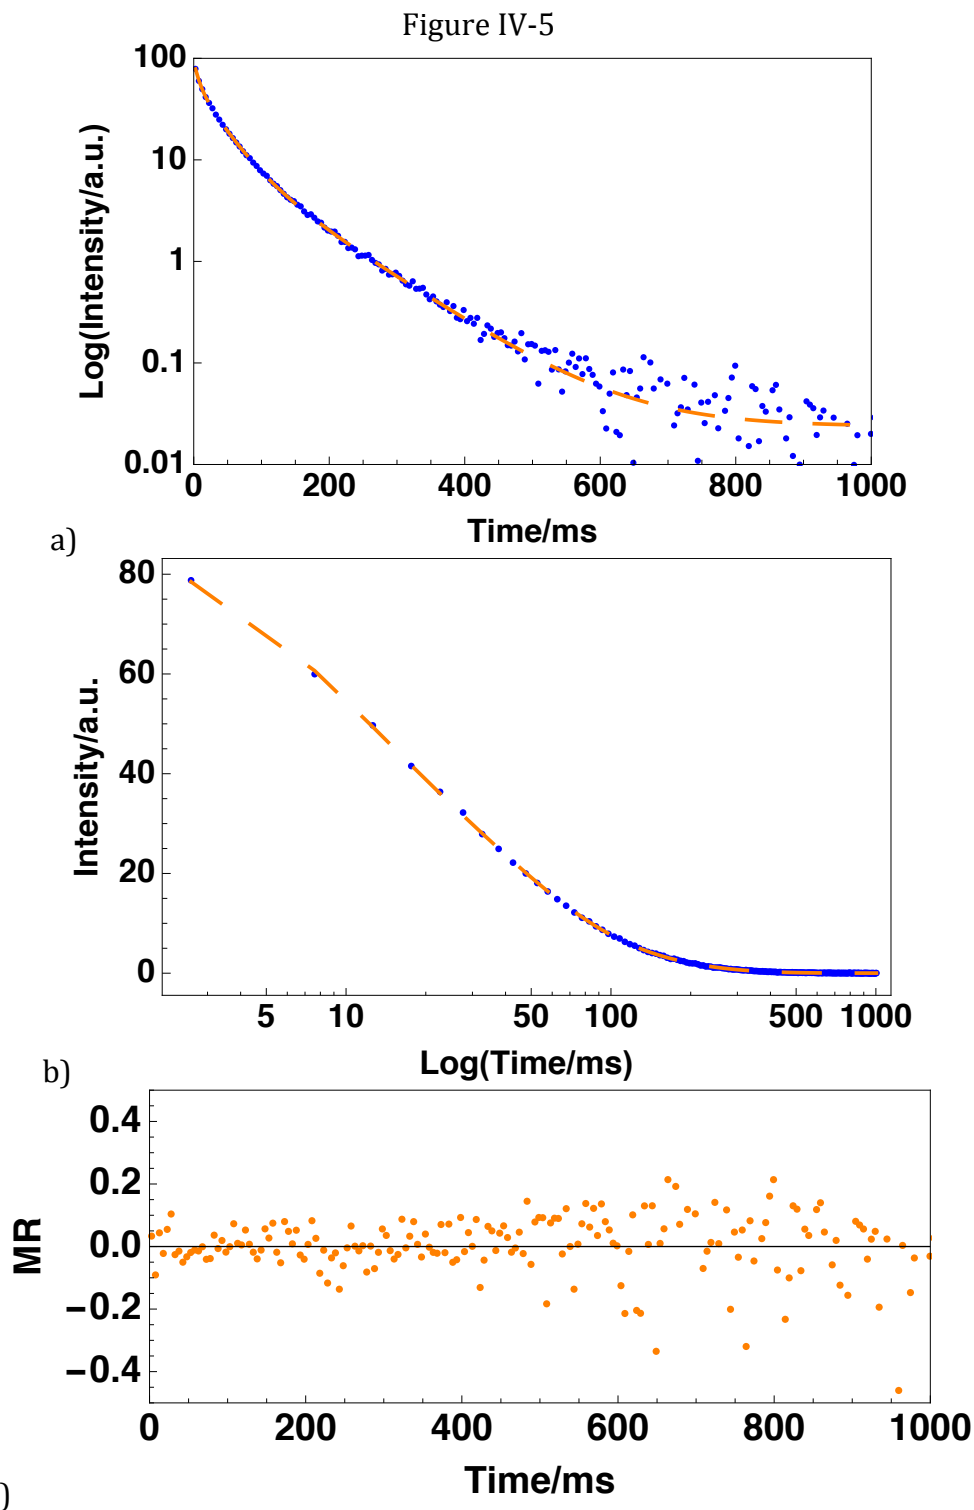 Figure IV-5
100
10
1
0.1
0.01
Log(Intensity/a.u.)
0 200 400 600 800 1000
Time/ms
a)
80
60
40
20
0
Intensity/a.u.
5 10 50 100 500 1000
Log(Time/ms)
b)
0.4
0.2
0.0
−0.2
−0.4
MR
0 200 400 600 800 1000
Time/ms
)